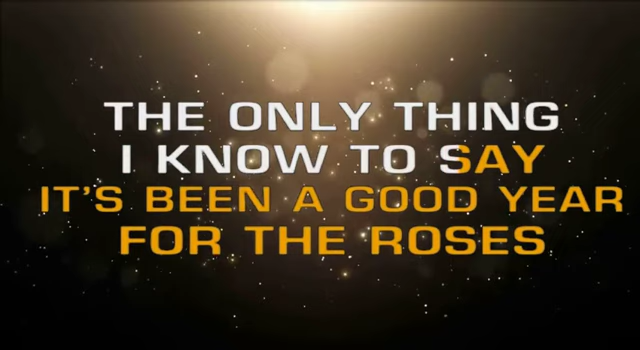 THE ONLY THING
I KNOW TO SAY
IT'S BEEN A GOOD YEAR
FOR THE ROSES